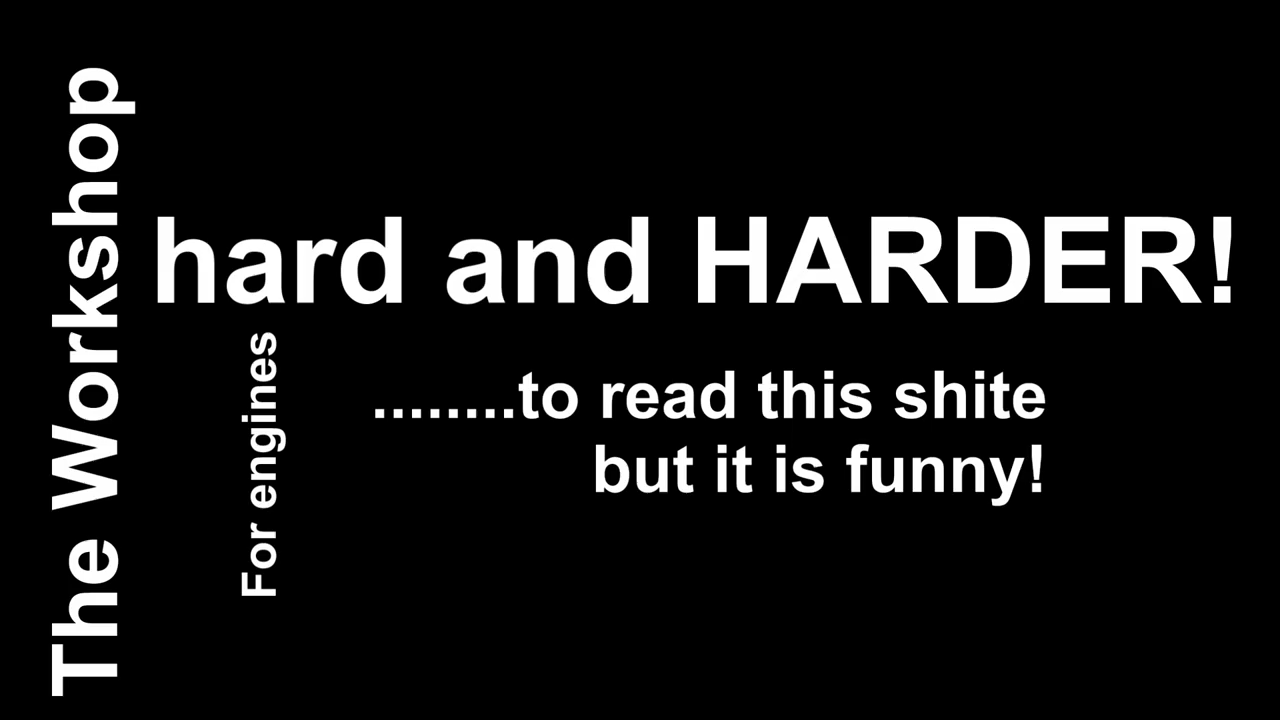 The Workshop
For engines
hard and HARDER!
........to read this shite
but it is funny!